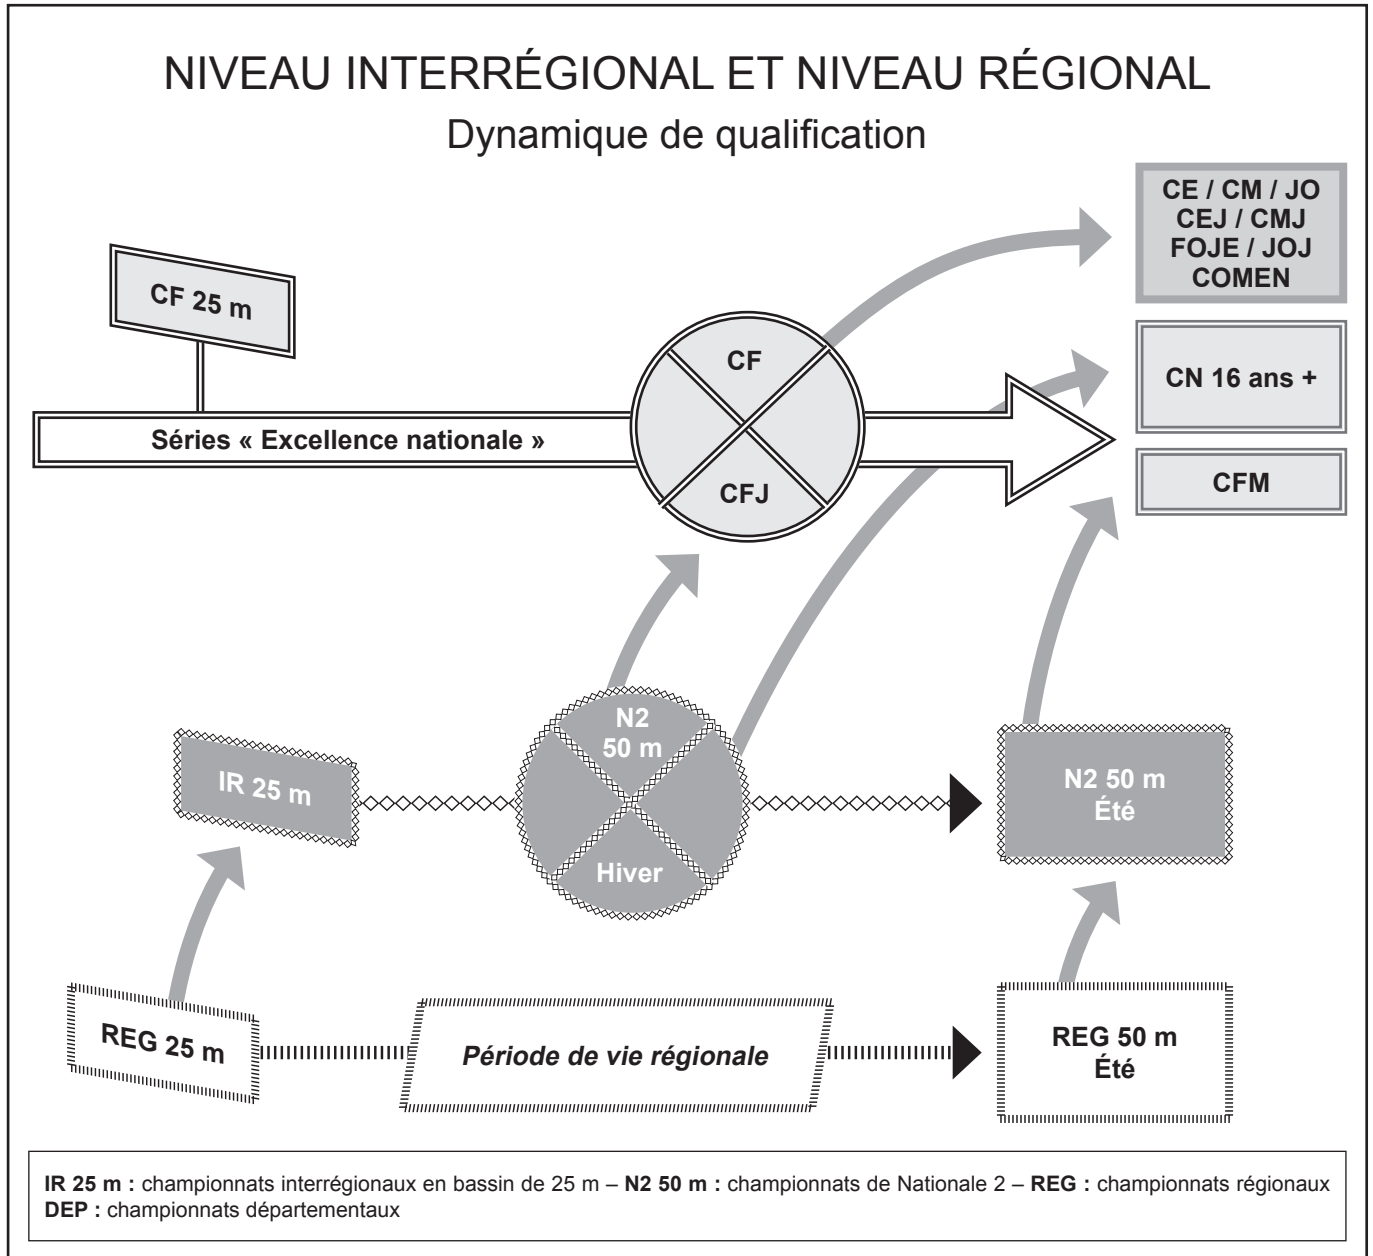 NIVEAU INTERRÉGIONAL ET NIVEAU RÉGIONAL
Dynamique de qualification
CE / CM / JO
CEJ / CMJ
FOJE / JOJ
COMEN
CF 25 m
CF
CN 16 ans +
Séries « Excellence nationale »
CFJ
CFM
N2
50 m
IR 25 m
N2 50 m
Été
Hiver
REG 25 m
Période de vie régionale
REG 50 m
Été
IR 25 m : championnats interrégionaux en bassin de 25 m – N2 50 m : championnats de Nationale 2 – REG : championnats régionaux
DEP : championnats départementaux